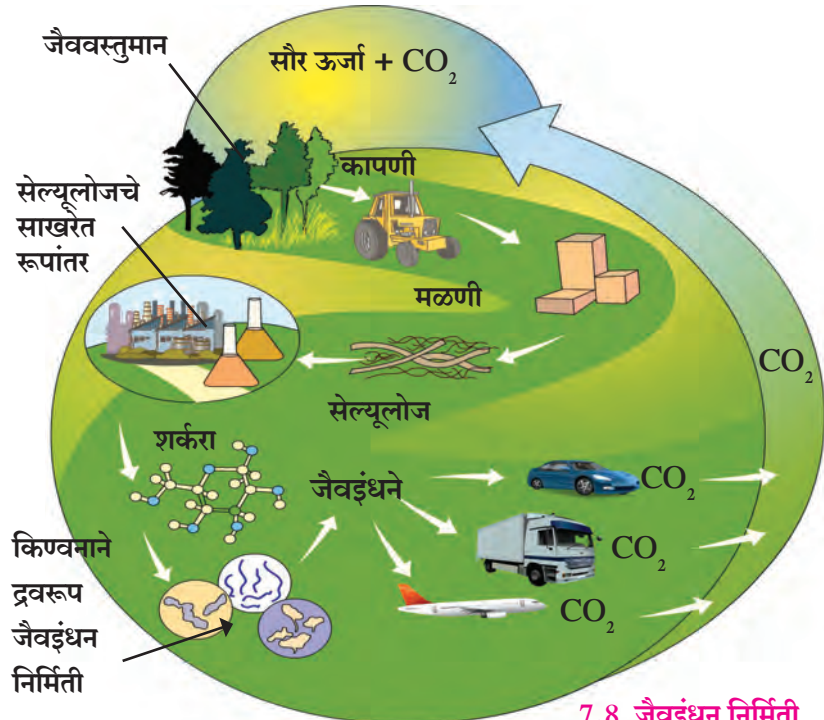 जैववस्तुमान
सौर ऊर्जा + CO₂
कापणी
सेल्यूलोजचे
साखरेत
रूपांतर
मळणी
CO₂
सेल्यूलोज
शर्करा
जैवइंधने
CO₂
CO₂
CO₂
किण्वनाने
द्रवरूप
जैवइंधन
निर्मिती
7.8 जैवइंधन निर्मिती